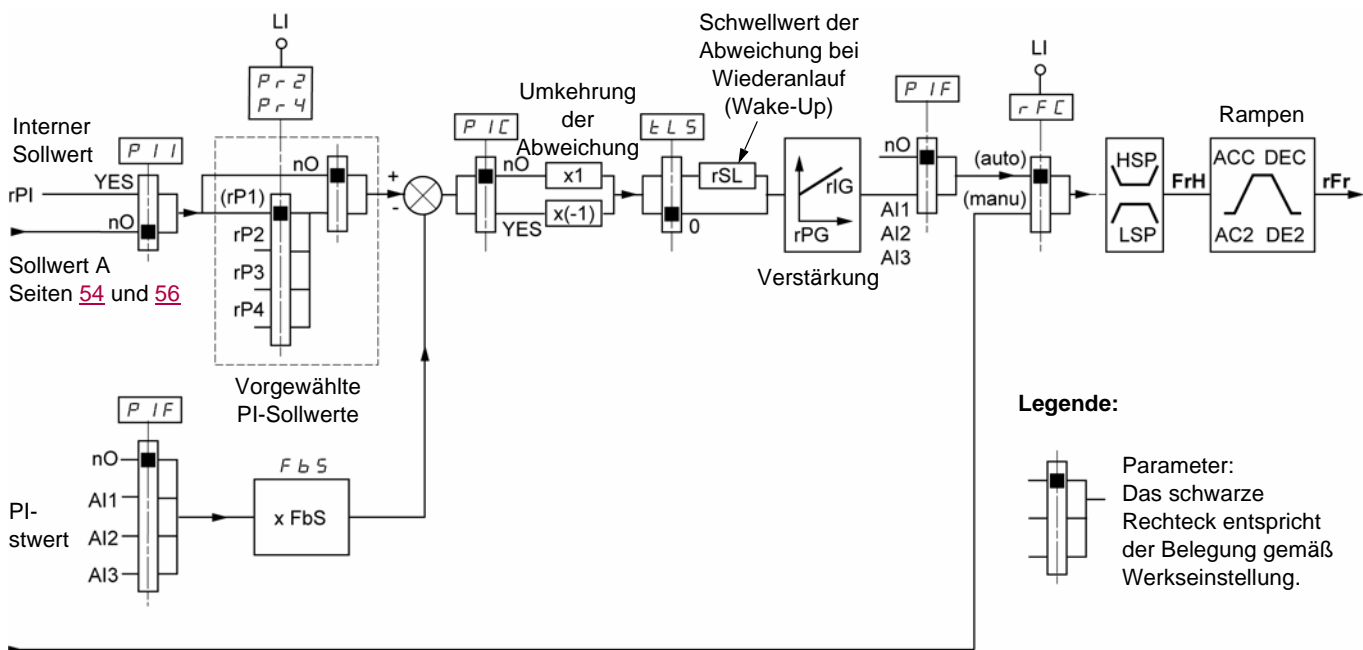 LI
Pr2
Pr4
Interner
Sollwert
PII
rPI
YES
nO
Sollwert A
Seiten 54 und 56
(rP1)
rP2
rP3
rP4
nO
Vorgewählte
PI-Sollwerte
+
-
PIC
nO
YES
Umkehrung
der
Abweichung
x1
x(-1)
tLS
0
Schwellwert der
Abweichung bei
Wiederanlauf
(Wake-Up)
rSL
rIG
rPG
Verstärkung
PIF
nO
AI1
AI2
AI3
LI
rFC
(auto)
(manu)
HSP
LSP
FrH
Rampen
ACC DEC
AC2 DE2
rFr
PIF
nO
AI1
AI2
AI3
PI-
stwert
FbS
x FbS
Legende:
Parameter:
Das schwarze
Rechteck entspricht
der Belegung gemäß
Werkseinstellung.